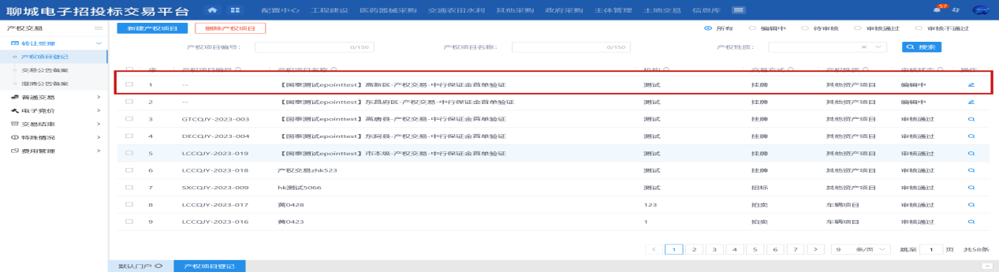 聊城电子招投标交易平台 配置中心 工程建设 医药器械采购 交通农田水利 其他采购 政府采购 主体管理 土地交易 信息库 57
产权交易 新建产权项目 删除产权项目 所有 编辑中 待审核 审核通过 审核不通过
转让受理 产权项目编号： 0/150 产权项目名称： 0/150 产权性质： 搜索
产权项目登记
交易公告备案 序 产权项目编号 产权项目名称 机构 交易方式 产权性质 审核状态 操作
澄清公告备案 1 -- 【国泰测试epointtest】高新区-产权交易-中行保证金首单验证 测试 挂牌 其他资产项目 编辑中
普通交易 2 -- 【国泰测试epointtest】东昌府区-产权交易-中行保证金首单验证 测试 挂牌 其他资产项目 编辑中
电子竞价 3 GTCQJY-2023-003 【国泰测试epointtest】高唐县-产权交易-中行保证金首单验证 测试 挂牌 其他资产项目 审核通过
交易结束
特殊情况 4 DECQJY-2023-004 【国泰测试epointtest】东阿县-产权交易-中行保证金首单验证 测试 挂牌 其他资产项目 审核通过
费用管理 5 LCCQJY-2023-019 【国泰测试epointtest】市本级-产权交易-中行保证金首单验证 测试 挂牌 其他资产项目 审核通过
6 LCCQJY-2023-018 产权交易zhk523 测试 挂牌 其他资产项目 审核通过
7 SXCQJY-2023-009 hk测试5066 测试 招标 其他资产项目 审核通过
8 LCCQJY-2023-017 黄0428 123 拍卖 车辆项目 审核通过
9 LCCQJY-2023-016 黄0423 1 拍卖 车辆项目 审核通过
< 1 2 3 4 5 6 7 > 9 条/页 跳至 1 页 共58条
默认门户 产权项目登记